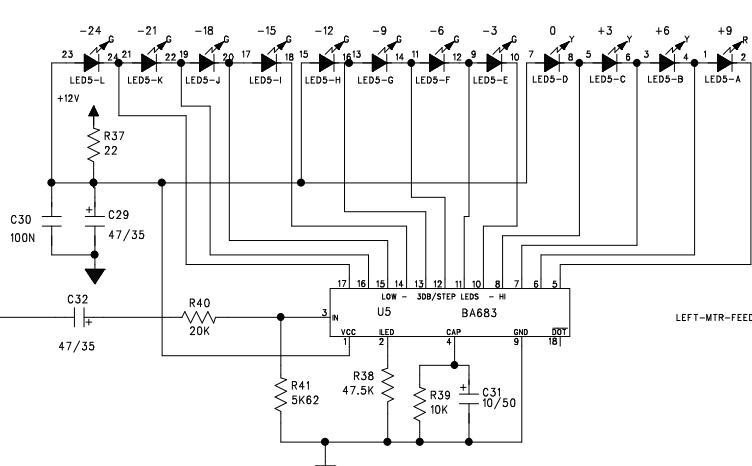 -24 -21 -18 -15 -12 -9 -6 -3 0 +3 +6 +9
G G G G G G G G Y Y Y R
23 24 21 22 19 20 17 18 15 16 13 14 11 12 9 10 7 8 5 6 3 4 1 2
LED5-L LED5-K LED5-J LED5-I LED5-H LED5-G LED5-F LED5-E LED5-D LED5-C LED5-B LED5-A
+12V
R37
22
C30
100N
+
C29
47/35
17 16 15 14 13 12 11 10 8 7 6 5
LOW - 3DB/STEP LEDS - HI
U5
BA683
3 IN
VCC ILED CAP GND DOT
1 2 4 9 18
LEFT-MTR-FEED
C32
+
47/35
R40
20K
R41
5K62
R38
47.5K
R39
10K
+
C31
10/50